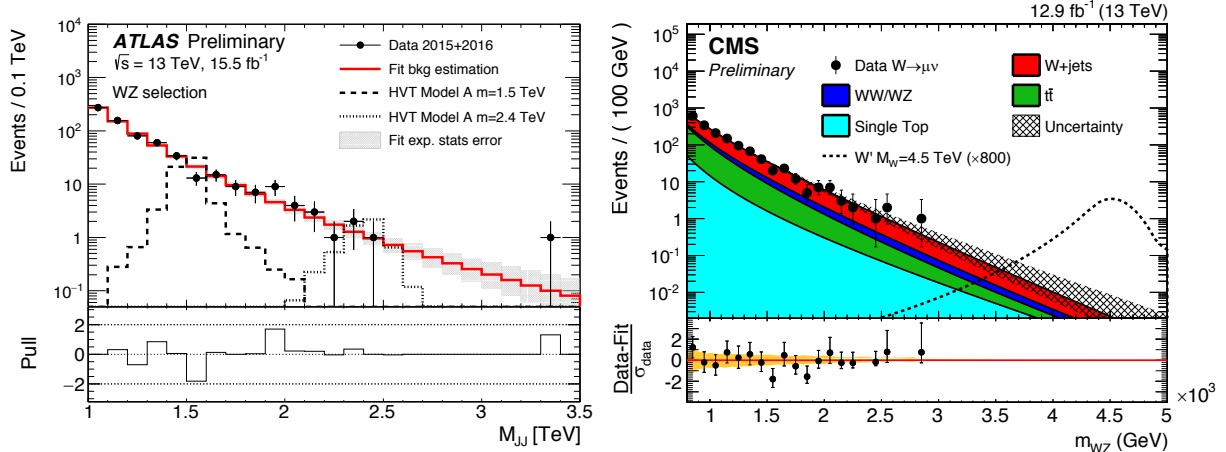 ATLAS Preliminary
√s = 13 TeV, 15.5 fb⁻¹
WZ selection
Data 2015+2016
Fit bkg estimation
HVT Model A m=1.5 TeV
HVT Model A m=2.4 TeV
Fit exp. stats error
Events / 0.1 TeV
10⁴
10³
10²
10
1
10⁻¹
Pull
2
0
−2
1 1.5 2 2.5 3 3.5
M_JJ [TeV]
12.9 fb⁻¹ (13 TeV)
CMS
Preliminary
Data W→μν
W+jets
WW/WZ
tt̄
Single Top
Uncertainty
W' M_W=4.5 TeV (×800)
Events / ( 100 GeV )
10⁵
10⁴
10³
10²
10
1
10⁻¹
10⁻²
Data-Fit
σ_data
2
0
-2
1 1.5 2 2.5 3 3.5 4 4.5 5
×10³
m_WZ (GeV)